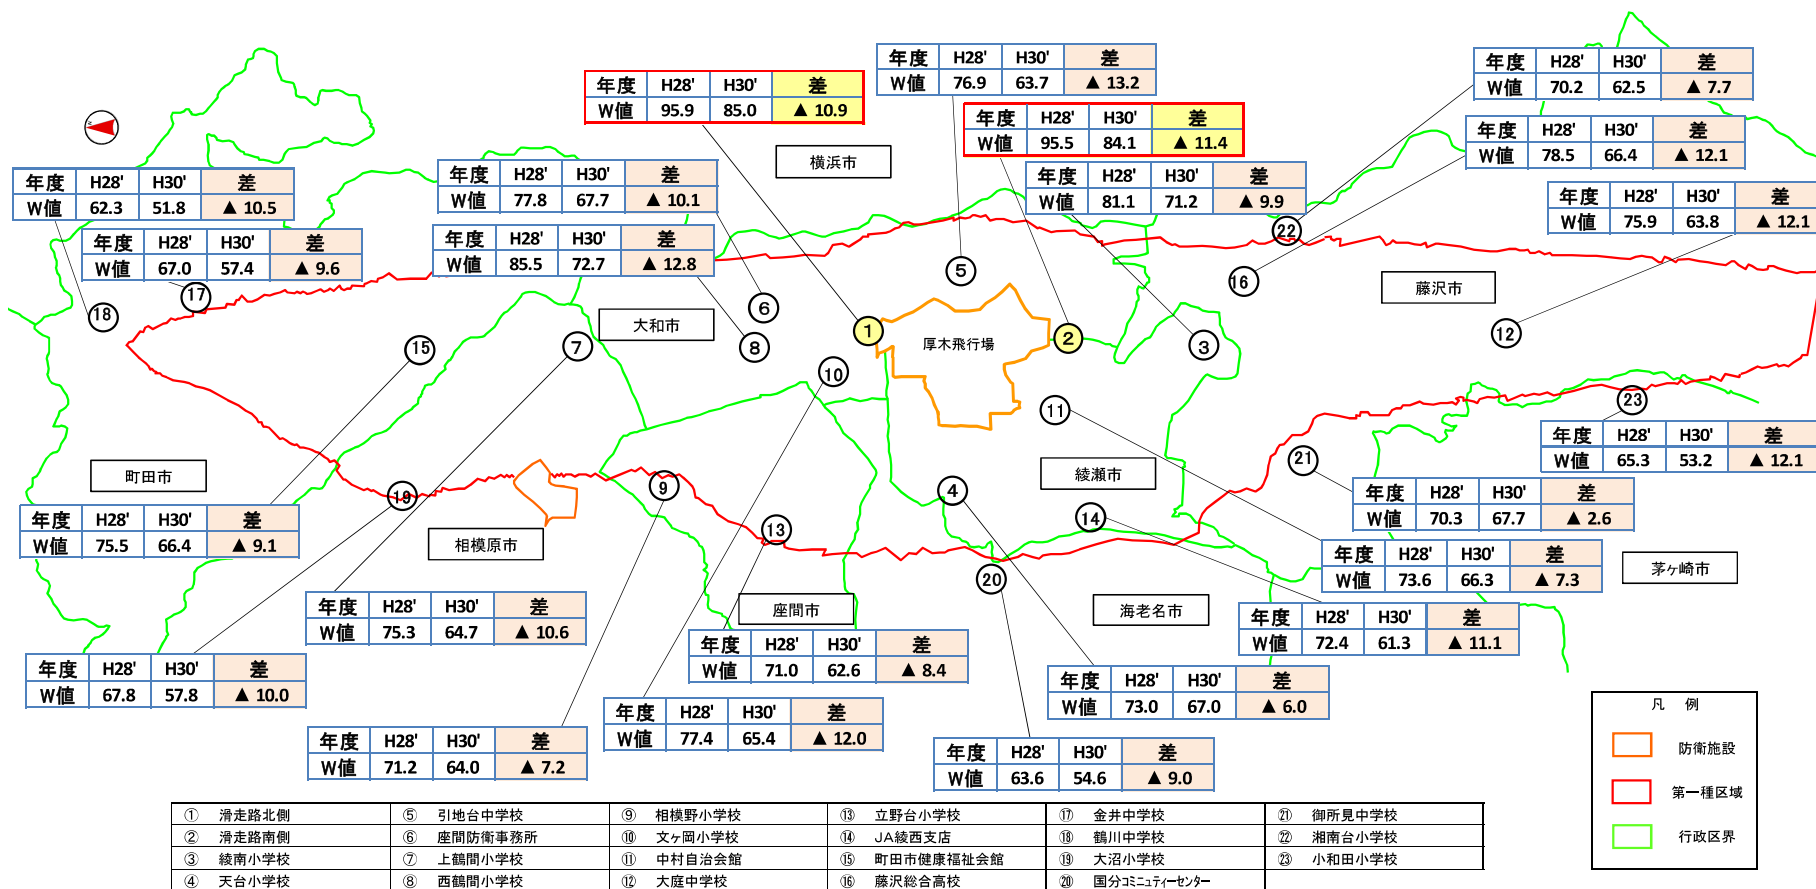 年度 H28' H30' 差
W値 76.9 63.7 ▲ 13.2
年度 H28' H30' 差
W値 70.2 62.5 ▲ 7.7
年度 H28' H30' 差
W値 95.9 85.0 ▲ 10.9
年度 H28' H30' 差
W値 95.5 84.1 ▲ 11.4
年度 H28' H30' 差
W値 78.5 66.4 ▲ 12.1
横浜市
年度 H28' H30' 差
W値 77.8 67.7 ▲ 10.1
年度 H28' H30' 差
W値 81.1 71.2 ▲ 9.9
年度 H28' H30' 差
W値 62.3 51.8 ▲ 10.5
年度 H28' H30' 差
W値 75.9 63.8 ▲ 12.1
年度 H28' H30' 差
W値 67.0 57.4 ▲ 9.6
年度 H28' H30' 差
W値 85.5 72.7 ▲ 12.8
22
5
16
藤沢市
17
18
6
大和市
1
2
厚木飛行場
12
15
7
8
3
10
11
23
年度 H28' H30' 差
W値 65.3 53.2 ▲ 12.1
町田市
綾瀬市
21
9
4
19
14
13
年度 H28' H30' 差
W値 70.3 67.7 ▲ 2.6
年度 H28' H30' 差
W値 75.5 66.4 ▲ 9.1
相模原市
年度 H28' H30' 差
W値 73.6 66.3 ▲ 7.3
茅ヶ崎市
20
年度 H28' H30' 差
W値 75.3 64.7 ▲ 10.6
座間市
海老名市
年度 H28' H30' 差
W値 72.4 61.3 ▲ 11.1
年度 H28' H30' 差
W値 71.0 62.6 ▲ 8.4
年度 H28' H30' 差
W値 67.8 57.8 ▲ 10.0
年度 H28' H30' 差
W値 73.0 67.0 ▲ 6.0
年度 H28' H30' 差
W値 77.4 65.4 ▲ 12.0
年度 H28' H30' 差
W値 71.2 64.0 ▲ 7.2
年度 H28' H30' 差
W値 63.6 54.6 ▲ 9.0
凡 例
防衛施設
第一種区域
行政区界
① 滑走路北側 ⑤ 引地台中学校 ⑨ 相模野小学校 ⑬ 立野台小学校 ⑰ 金井中学校 ㉑ 御所見中学校
② 滑走路南側 ⑥ 座間防衛事務所 ⑩ 文ヶ岡小学校 ⑭ JA綾西支店 ⑱ 鶴川中学校 ㉒ 湘南台小学校
③ 綾南小学校 ⑦ 上鶴間小学校 ⑪ 中村自治会館 ⑮ 町田市健康福祉会館 ⑲ 大沼小学校 ㉓ 小和田小学校
④ 天台小学校 ⑧ 西鶴間小学校 ⑫ 大庭中学校 ⑯ 藤沢総合高校 ⑳ 国分コミュニティーセンター